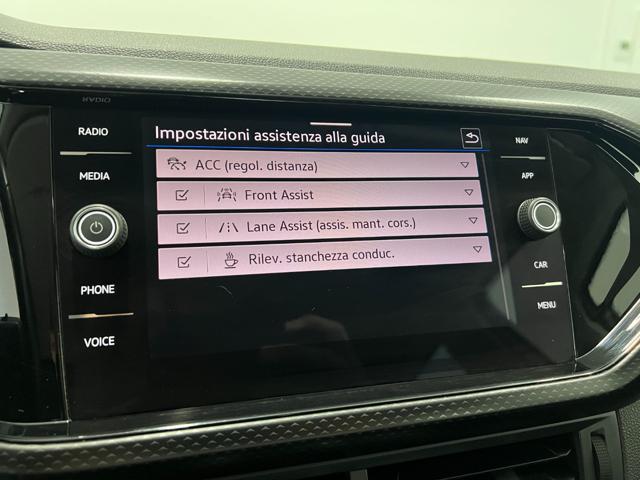 RADIO
MEDIA
PHONE
VOICE
Impostazioni assistenza alla guida
ACC (regol. distanza)
Front Assist
Lane Assist (assis. mant. cors.)
Rilev. stanchezza conduc.
NAV
APP
CAR
MENU